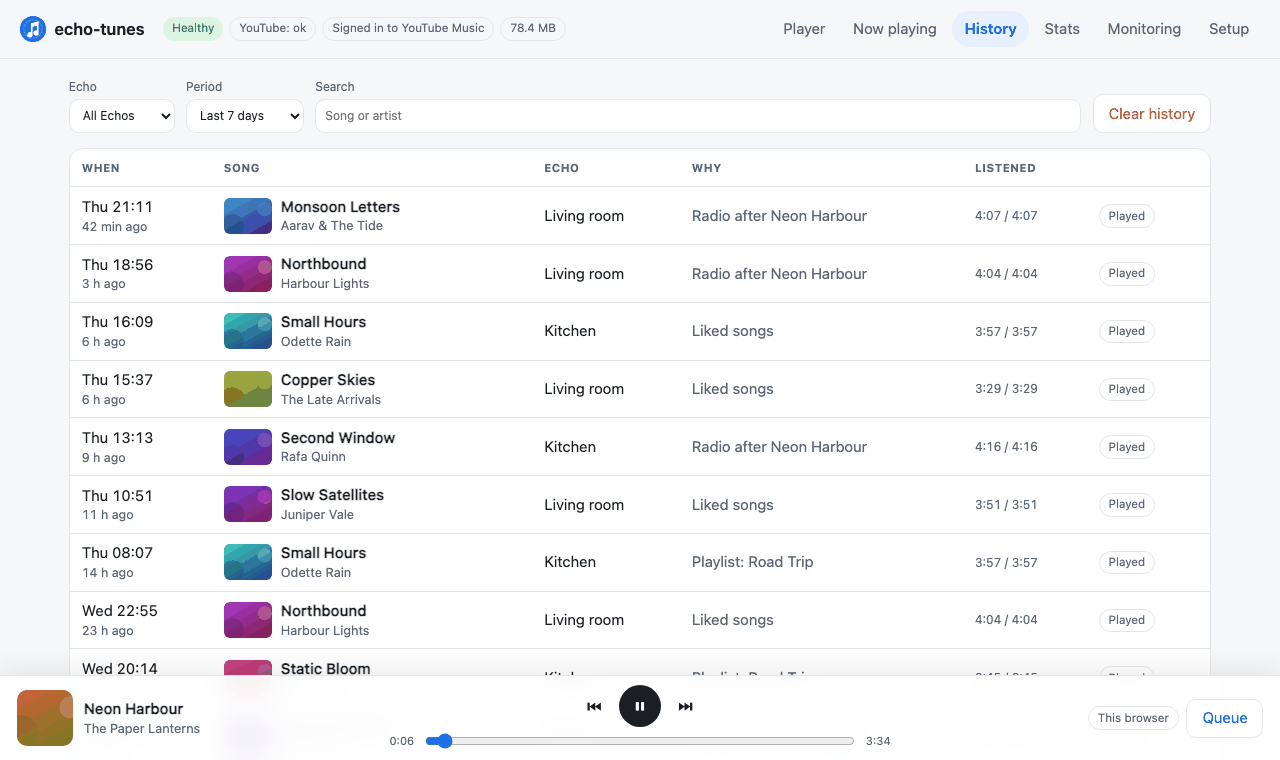 echo-tunes
Healthy
YouTube: ok
Signed in to YouTube Music
78.4 MB
Player
Now playing
History
Stats
Monitoring
Setup
Echo
Period
Search
All Echos
Last 7 days
Song or artist
Clear history
WHEN SONG ECHO WHY LISTENED
Thu 21:11
42 min ago
Monsoon Letters
Aarav & The Tide
Living room
Radio after Neon Harbour
4:07 / 4:07
Played
Thu 18:56
3 h ago
Northbound
Harbour Lights
Living room
Radio after Neon Harbour
4:04 / 4:04
Played
Thu 16:09
6 h ago
Small Hours
Odette Rain
Kitchen
Liked songs
3:57 / 3:57
Played
Thu 15:37
6 h ago
Copper Skies
The Late Arrivals
Living room
Liked songs
3:29 / 3:29
Played
Thu 13:13
9 h ago
Second Window
Rafa Quinn
Kitchen
Radio after Neon Harbour
4:16 / 4:16
Played
Thu 10:51
11 h ago
Slow Satellites
Juniper Vale
Living room
Liked songs
3:51 / 3:51
Played
Thu 08:07
14 h ago
Small Hours
Odette Rain
Kitchen
Playlist: Road Trip
3:57 / 3:57
Played
Wed 22:55
23 h ago
Northbound
Harbour Lights
Living room
Liked songs
4:04 / 4:04
Played
Wed 20:14
Static Bloom
Neon Harbour
The Paper Lanterns
0:06
3:34
This browser
Queue